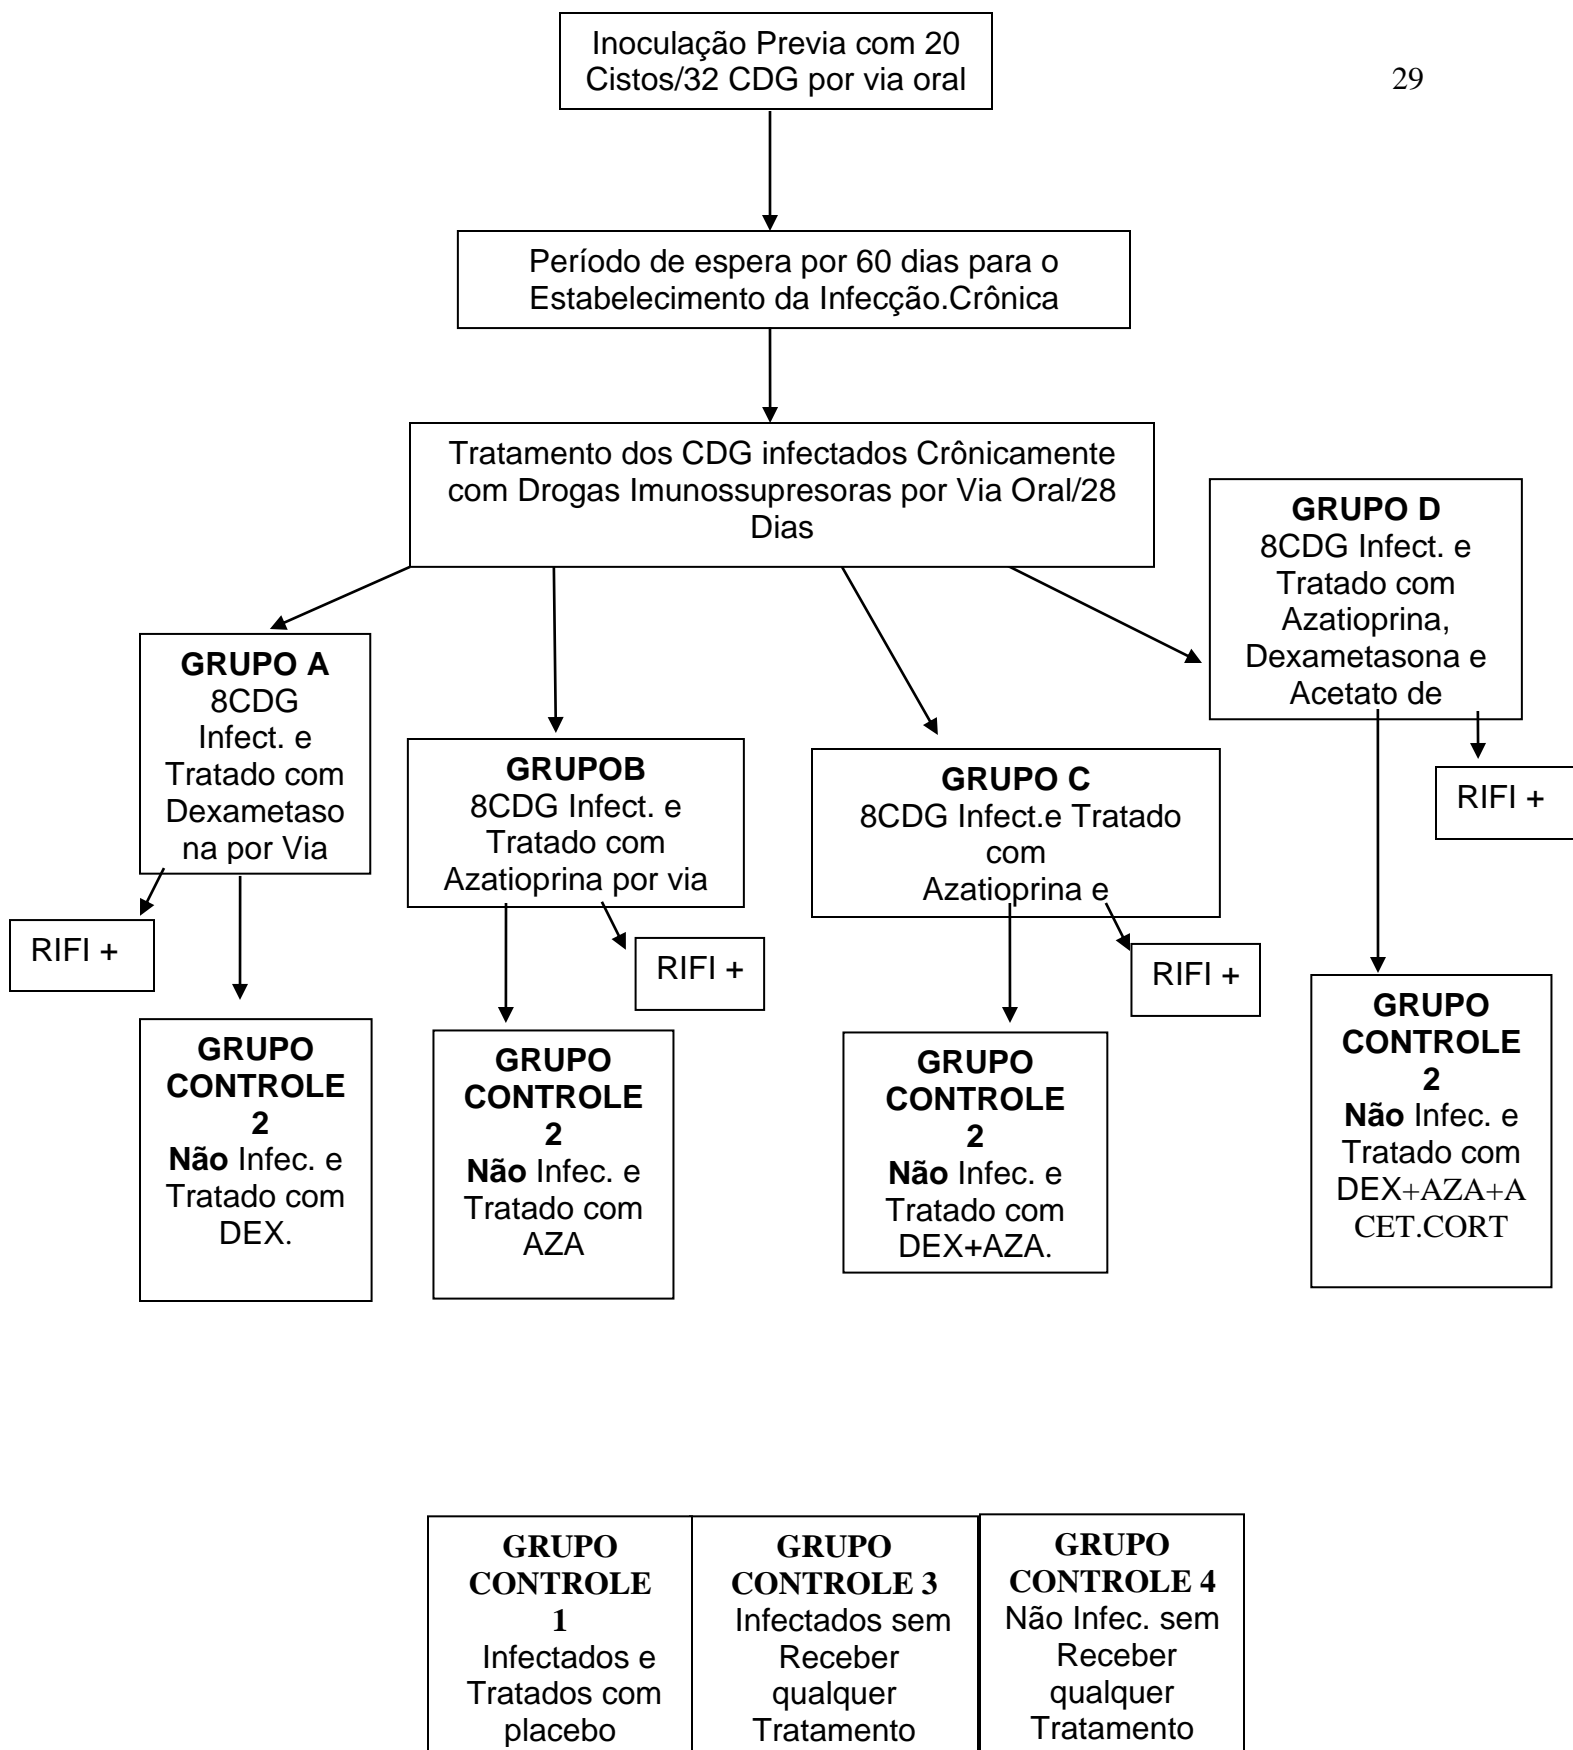 Inoculação Previa com 20
Cistos/32 CDG por via oral
29
Período de espera por 60 dias para o
Estabelecimento da Infecção.Crônica
Tratamento dos CDG infectados Crônicamente
com Drogas Imunossupresoras por Via Oral/28
Dias
GRUPO D
8CDG Infect. e
Tratado com
Azatioprina,
Dexametasona e
Acetato de
GRUPO A
8CDG
Infect. e
Tratado com
Dexametaso
na por Via
GRUPOB
8CDG Infect. e
Tratado com
Azatioprina por via
GRUPO C
8CDG Infect.e Tratado
com
Azatioprina e
RIFI +
RIFI +
RIFI +
RIFI +
GRUPO
CONTROLE
2
Não Infec. e
Tratado com
DEX.
GRUPO
CONTROLE
2
Não Infec. e
Tratado com
AZA
GRUPO
CONTROLE
2
Não Infec. e
Tratado com
DEX+AZA.
GRUPO
CONTROLE
2
Não Infec. e
Tratado com
DEX+AZA+A
CET.CORT
GRUPO
CONTROLE
1
Infectados e
Tratados com
placebo
GRUPO
CONTROLE 3
Infectados sem
Receber
qualquer
Tratamento
GRUPO
CONTROLE 4
Não Infec. sem
Receber
qualquer
Tratamento